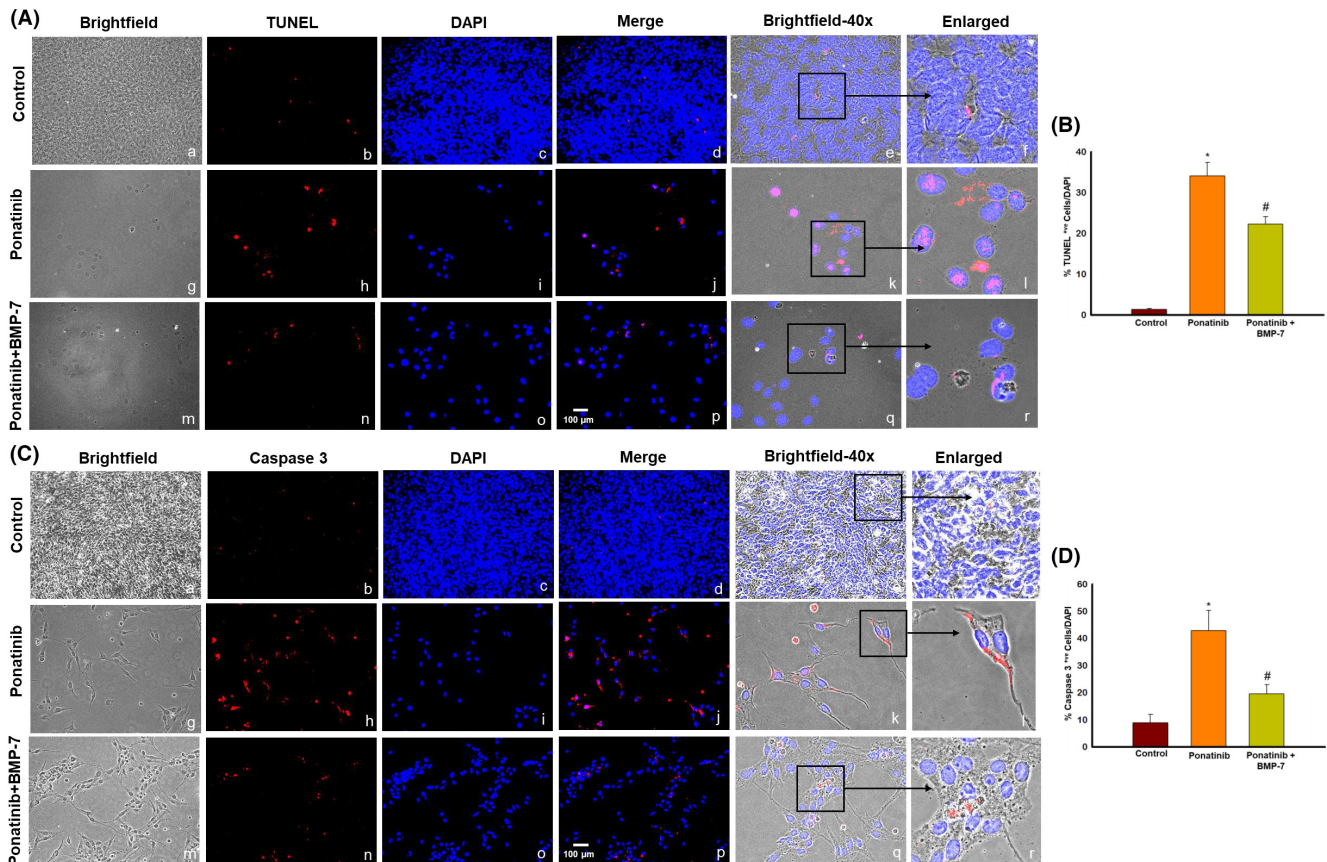 (A)
Brightfield TUNEL DAPI Merge Brightfield-40x Enlarged
Control
a b c d e f
Ponatinib
g h i j k l
Ponatinib+BMP-7
m n o p q r
100 µm
(B)
% TUNEL +ve Cells/DAPI
40
30
20
10
0
*
#
Control Ponatinib Ponatinib +
BMP-7
(C)
Brightfield Caspase 3 DAPI Merge Brightfield-40x Enlarged
Control
a b c d e f
Ponatinib
g h i j k l
Ponatinib+BMP-7
m n o p q r
100 µm
(D)
% Caspase 3 +ve Cells/DAPI
60
50
40
30
20
10
0
*
#
Control Ponatinib Ponatinib +
BMP-7